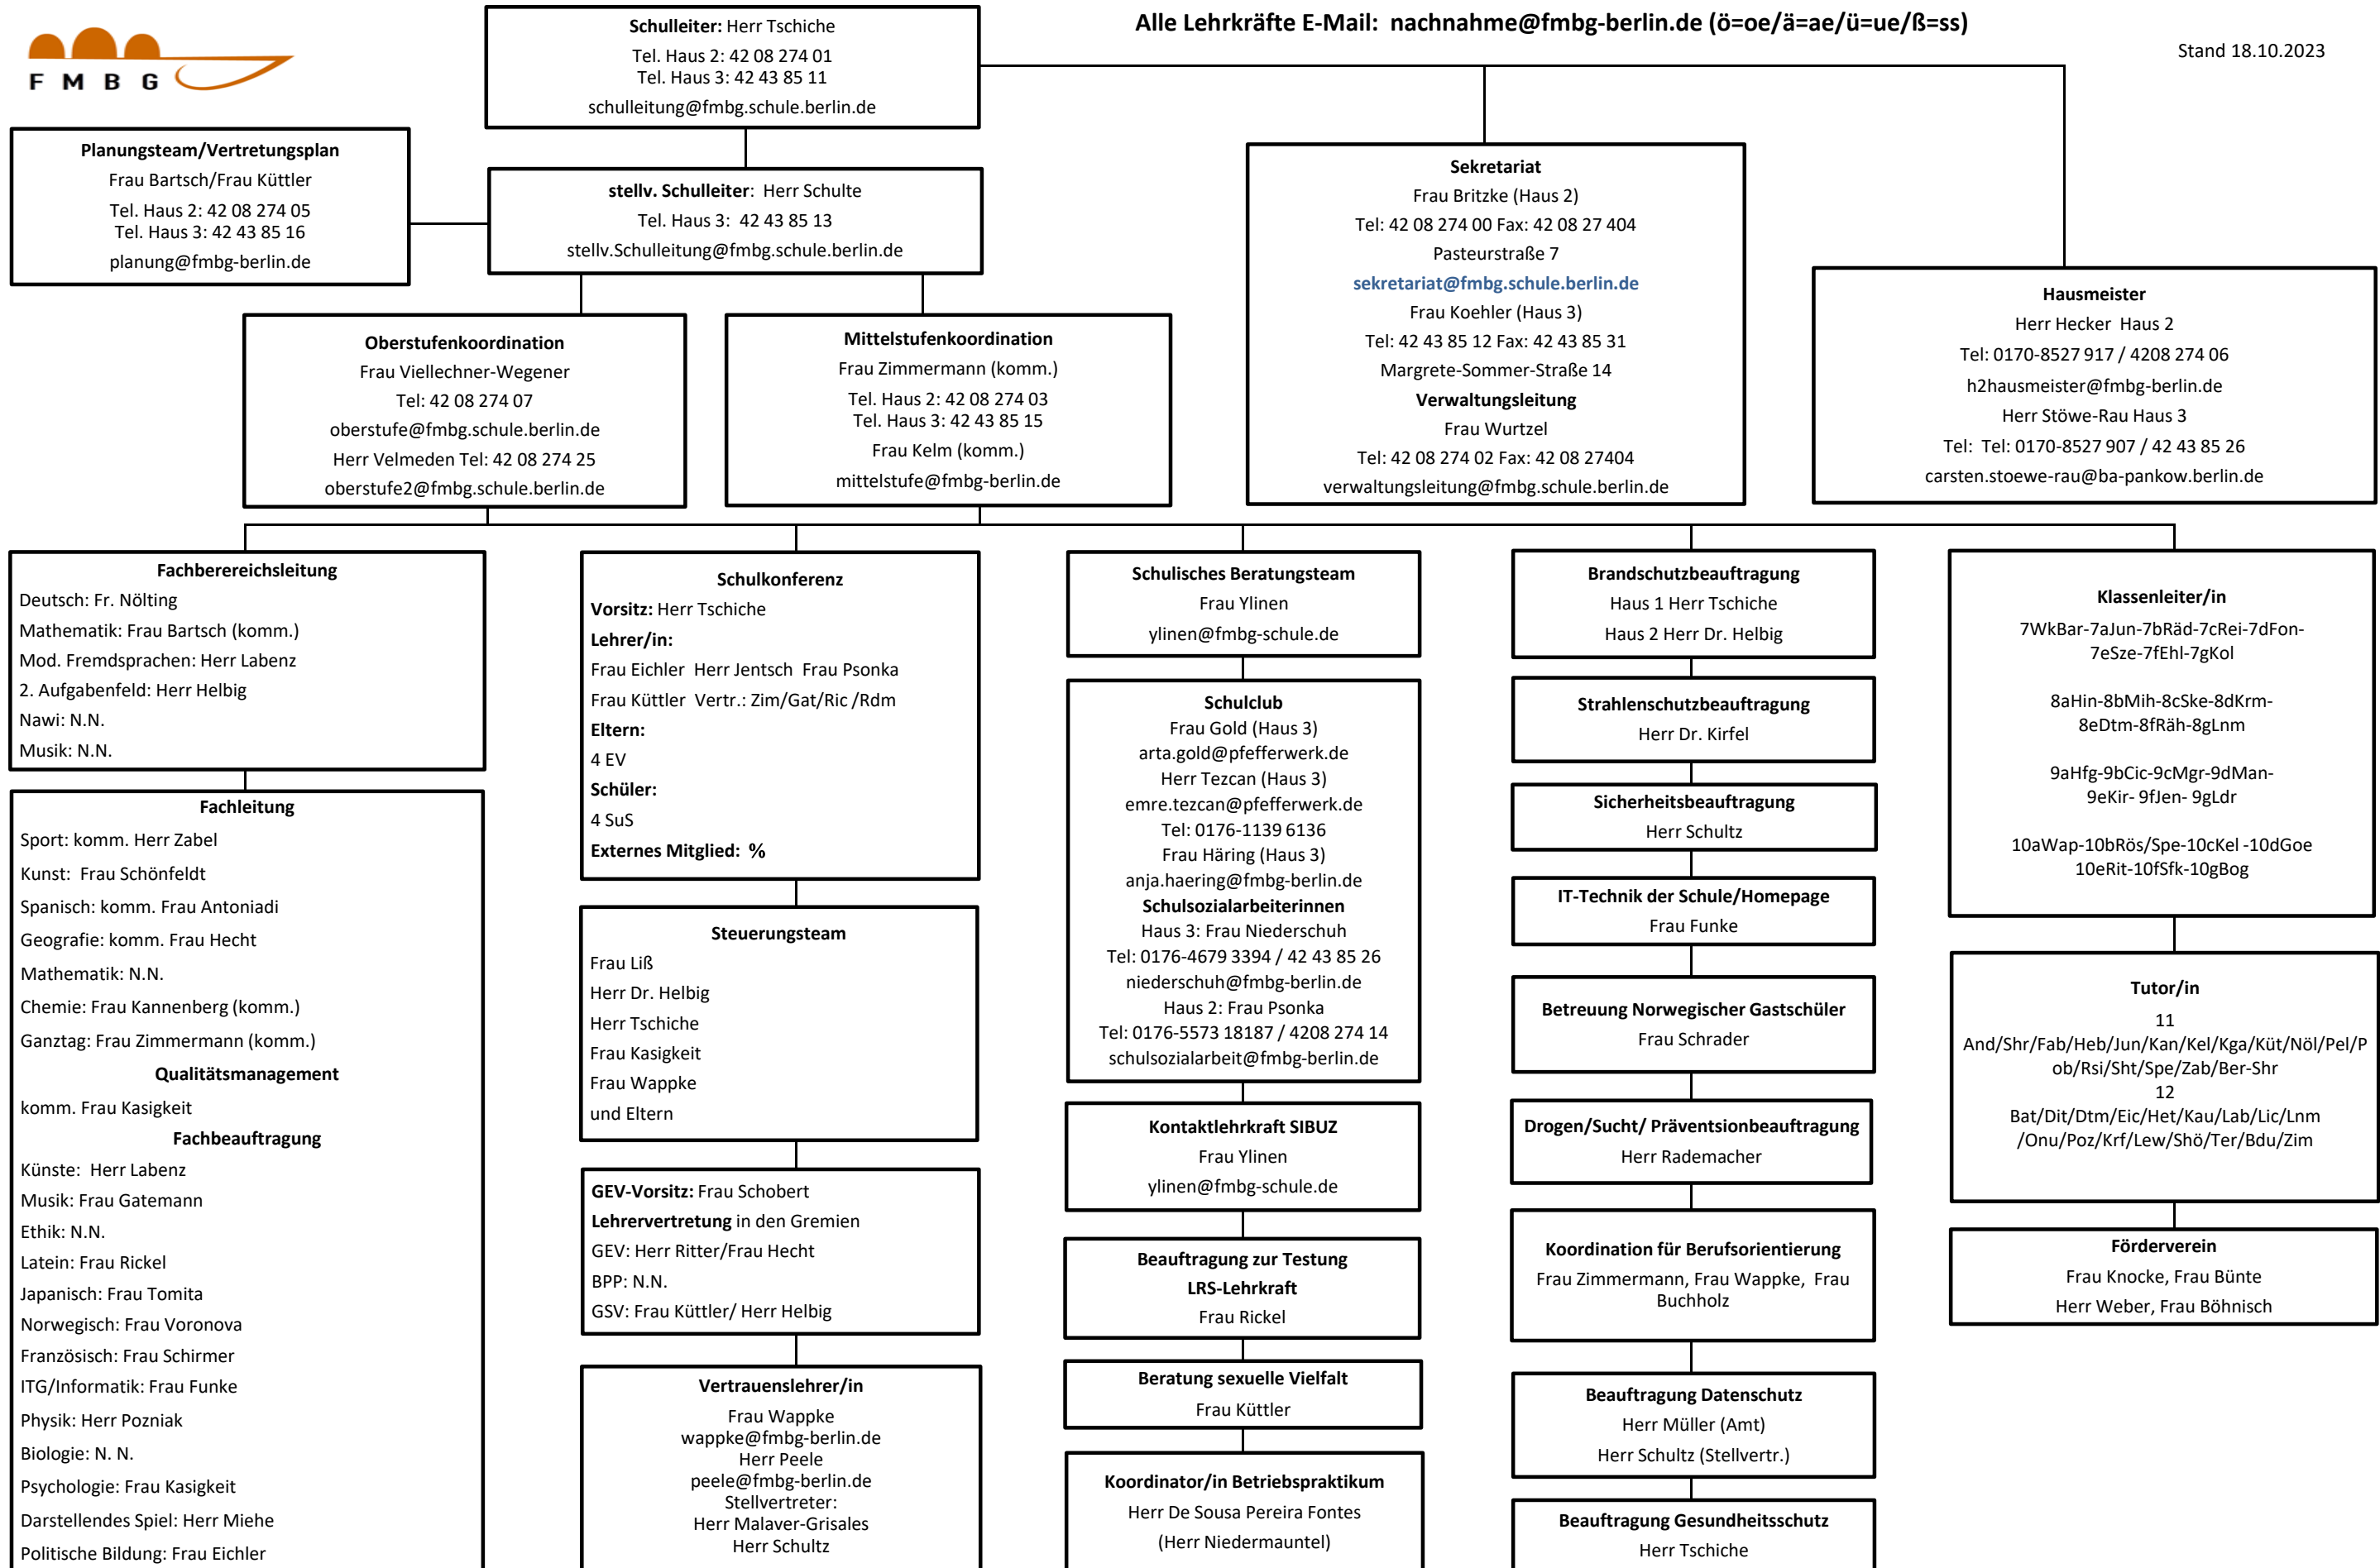 F M B G
Schulleiter: Herr Tschiche
Tel. Haus 2: 42 08 274 01
Tel. Haus 3: 42 43 85 11
schulleitung@fmbg.schule.berlin.de
Alle Lehrkräfte E-Mail: nachnahme@fmbg-berlin.de (ö=oe/ä=ae/ü=ue/ß=ss)
Stand 18.10.2023
Planungsteam/Vertretungsplan
Frau Bartsch/Frau Küttler
Tel. Haus 2: 42 08 274 05
Tel. Haus 3: 42 43 85 16
planung@fmbg-berlin.de
stellv. Schulleiter: Herr Schulte
Tel. Haus 3: 42 43 85 13
stellv.Schulleitung@fmbg.schule.berlin.de
Sekretariat
Frau Britzke (Haus 2)
Tel: 42 08 274 00 Fax: 42 08 27 404
Pasteurstraße 7
sekretariat@fmbg.schule.berlin.de
Frau Koehler (Haus 3)
Tel: 42 43 85 12 Fax: 42 43 85 31
Margrete-Sommer-Straße 14
Verwaltungsleitung
Frau Wurtzel
Tel: 42 08 274 02 Fax: 42 08 27404
verwaltungsleitung@fmbg.schule.berlin.de
Hausmeister
Herr Hecker Haus 2
Tel: 0170-8527 917 / 4208 274 06
h2hausmeister@fmbg-berlin.de
Herr Stöwe-Rau Haus 3
Tel: Tel: 0170-8527 907 / 42 43 85 26
carsten.stoewe-rau@ba-pankow.berlin.de
Oberstufenkoordination
Frau Viellechner-Wegener
Tel: 42 08 274 07
oberstufe@fmbg.schule.berlin.de
Herr Velmeden Tel: 42 08 274 25
oberstufe2@fmbg.schule.berlin.de
Mittelstufenkoordination
Frau Zimmermann (komm.)
Tel. Haus 2: 42 08 274 03
Tel. Haus 3: 42 43 85 15
Frau Kelm (komm.)
mittelstufe@fmbg-berlin.de
Fachberereichsleitung
Deutsch: Fr. Nölting
Mathematik: Frau Bartsch (komm.)
Mod. Fremdsprachen: Herr Labenz
2. Aufgabenfeld: Herr Helbig
Nawi: N.N.
Musik: N.N.
Fachleitung
Sport: komm. Herr Zabel
Kunst: Frau Schönfeldt
Spanisch: komm. Frau Antoniadi
Geografie: komm. Frau Hecht
Mathematik: N.N.
Chemie: Frau Kannenberg (komm.)
Ganztag: Frau Zimmermann (komm.)
Qualitätsmanagement
komm. Frau Kasigkeit
Fachbeauftragung
Künste: Herr Labenz
Musik: Frau Gatemann
Ethik: N.N.
Latein: Frau Rickel
Japanisch: Frau Tomita
Norwegisch: Frau Voronova
Französisch: Frau Schirmer
ITG/Informatik: Frau Funke
Physik: Herr Pozniak
Biologie: N. N.
Psychologie: Frau Kasigkeit
Darstellendes Spiel: Herr Miehe
Politische Bildung: Frau Eichler
Schulkonferenz
Vorsitz: Herr Tschiche
Lehrer/in:
Frau Eichler Herr Jentsch Frau Psonka
Frau Küttler Vertr.: Zim/Gat/Ric /Rdm
Eltern:
4 EV
Schüler:
4 SuS
Externes Mitglied: %
Steuerungsteam
Frau Liß
Herr Dr. Helbig
Herr Tschiche
Frau Kasigkeit
Frau Wappke
und Eltern
GEV-Vorsitz: Frau Schobert
Lehrervertretung in den Gremien
GEV: Herr Ritter/Frau Hecht
BPP: N.N.
GSV: Frau Küttler/ Herr Helbig
Vertrauenslehrer/in
Frau Wappke
wappke@fmbg-berlin.de
Herr Peele
peele@fmbg-berlin.de
Stellvertreter:
Herr Malaver-Grisales
Herr Schultz
Schulisches Beratungsteam
Frau Ylinen
ylinen@fmbg-schule.de
Schulclub
Frau Gold (Haus 3)
arta.gold@pfefferwerk.de
Herr Tezcan (Haus 3)
emre.tezcan@pfefferwerk.de
Tel: 0176-1139 6136
Frau Häring (Haus 3)
anja.haering@fmbg-berlin.de
Schulsozialarbeiterinnen
Haus 3: Frau Niederschuh
Tel: 0176-4679 3394 / 42 43 85 26
niederschuh@fmbg-berlin.de
Haus 2: Frau Psonka
Tel: 0176-5573 18187 / 4208 274 14
schulsozialarbeit@fmbg-berlin.de
Kontaktlehrkraft SIBUZ
Frau Ylinen
ylinen@fmbg-schule.de
Beauftragung zur Testung
LRS-Lehrkraft
Frau Rickel
Beratung sexuelle Vielfalt
Frau Küttler
Koordinator/in Betriebspraktikum
Herr De Sousa Pereira Fontes
(Herr Niedermauntel)
Brandschutzbeauftragung
Haus 1 Herr Tschiche
Haus 2 Herr Dr. Helbig
Strahlenschutzbeauftragung
Herr Dr. Kirfel
Sicherheitsbeauftragung
Herr Schultz
IT-Technik der Schule/Homepage
Frau Funke
Betreuung Norwegischer Gastschüler
Frau Schrader
Drogen/Sucht/ Präventsionbeauftragung
Herr Rademacher
Koordination für Berufsorientierung
Frau Zimmermann, Frau Wappke, Frau
Buchholz
Beauftragung Datenschutz
Herr Müller (Amt)
Herr Schultz (Stellvertr.)
Beauftragung Gesundheitsschutz
Herr Tschiche
Klassenleiter/in
7WkBar-7aJun-7bRäd-7cRei-7dFon-
7eSze-7fEhl-7gKol
8aHin-8bMih-8cSke-8dKrm-
8eDtm-8fRäh-8gLnm
9aHfg-9bCic-9cMgr-9dMan-
9eKir- 9fJen- 9gLdr
10aWap-10bRös/Spe-10cKel -10dGoe
10eRit-10fSfk-10gBog
Tutor/in
11
And/Shr/Fab/Heb/Jun/Kan/Kel/Kga/Küt/Nöl/Pel/P
ob/Rsi/Sht/Spe/Zab/Ber-Shr
12
Bat/Dit/Dtm/Eic/Het/Kau/Lab/Lic/Lnm
/Onu/Poz/Krf/Lew/Shö/Ter/Bdu/Zim
Förderverein
Frau Knocke, Frau Bünte
Herr Weber, Frau Böhnisch